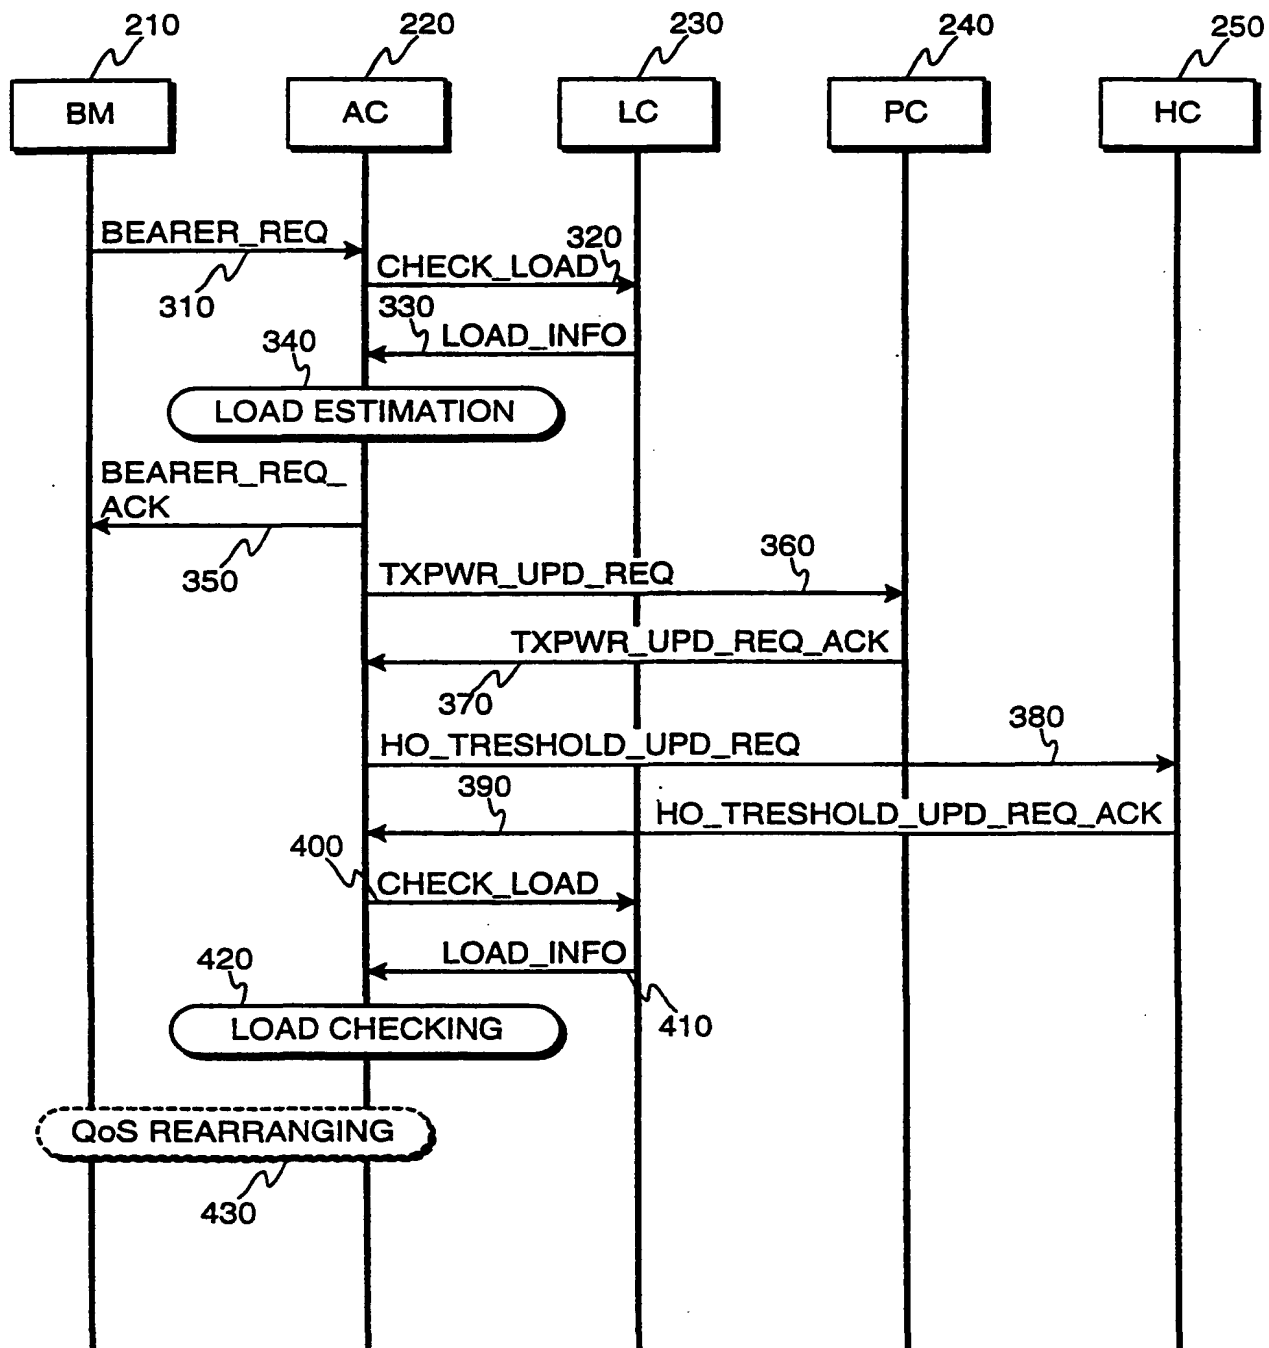 210
220
230
240
250
BM
AC
LC
PC
HC
BEARER_REQ
310
320
CHECK_LOAD
330
LOAD_INFO
340
LOAD ESTIMATION
BEARER_REQ_
ACK
350
360
TXPWR_UPD_REQ
TXPWR_UPD_REQ_ACK
370
380
HO_TRESHOLD_UPD_REQ
390
HO_TRESHOLD_UPD_REQ_ACK
400
CHECK_LOAD
LOAD_INFO
410
420
LOAD CHECKING
QoS REARRANGING
430